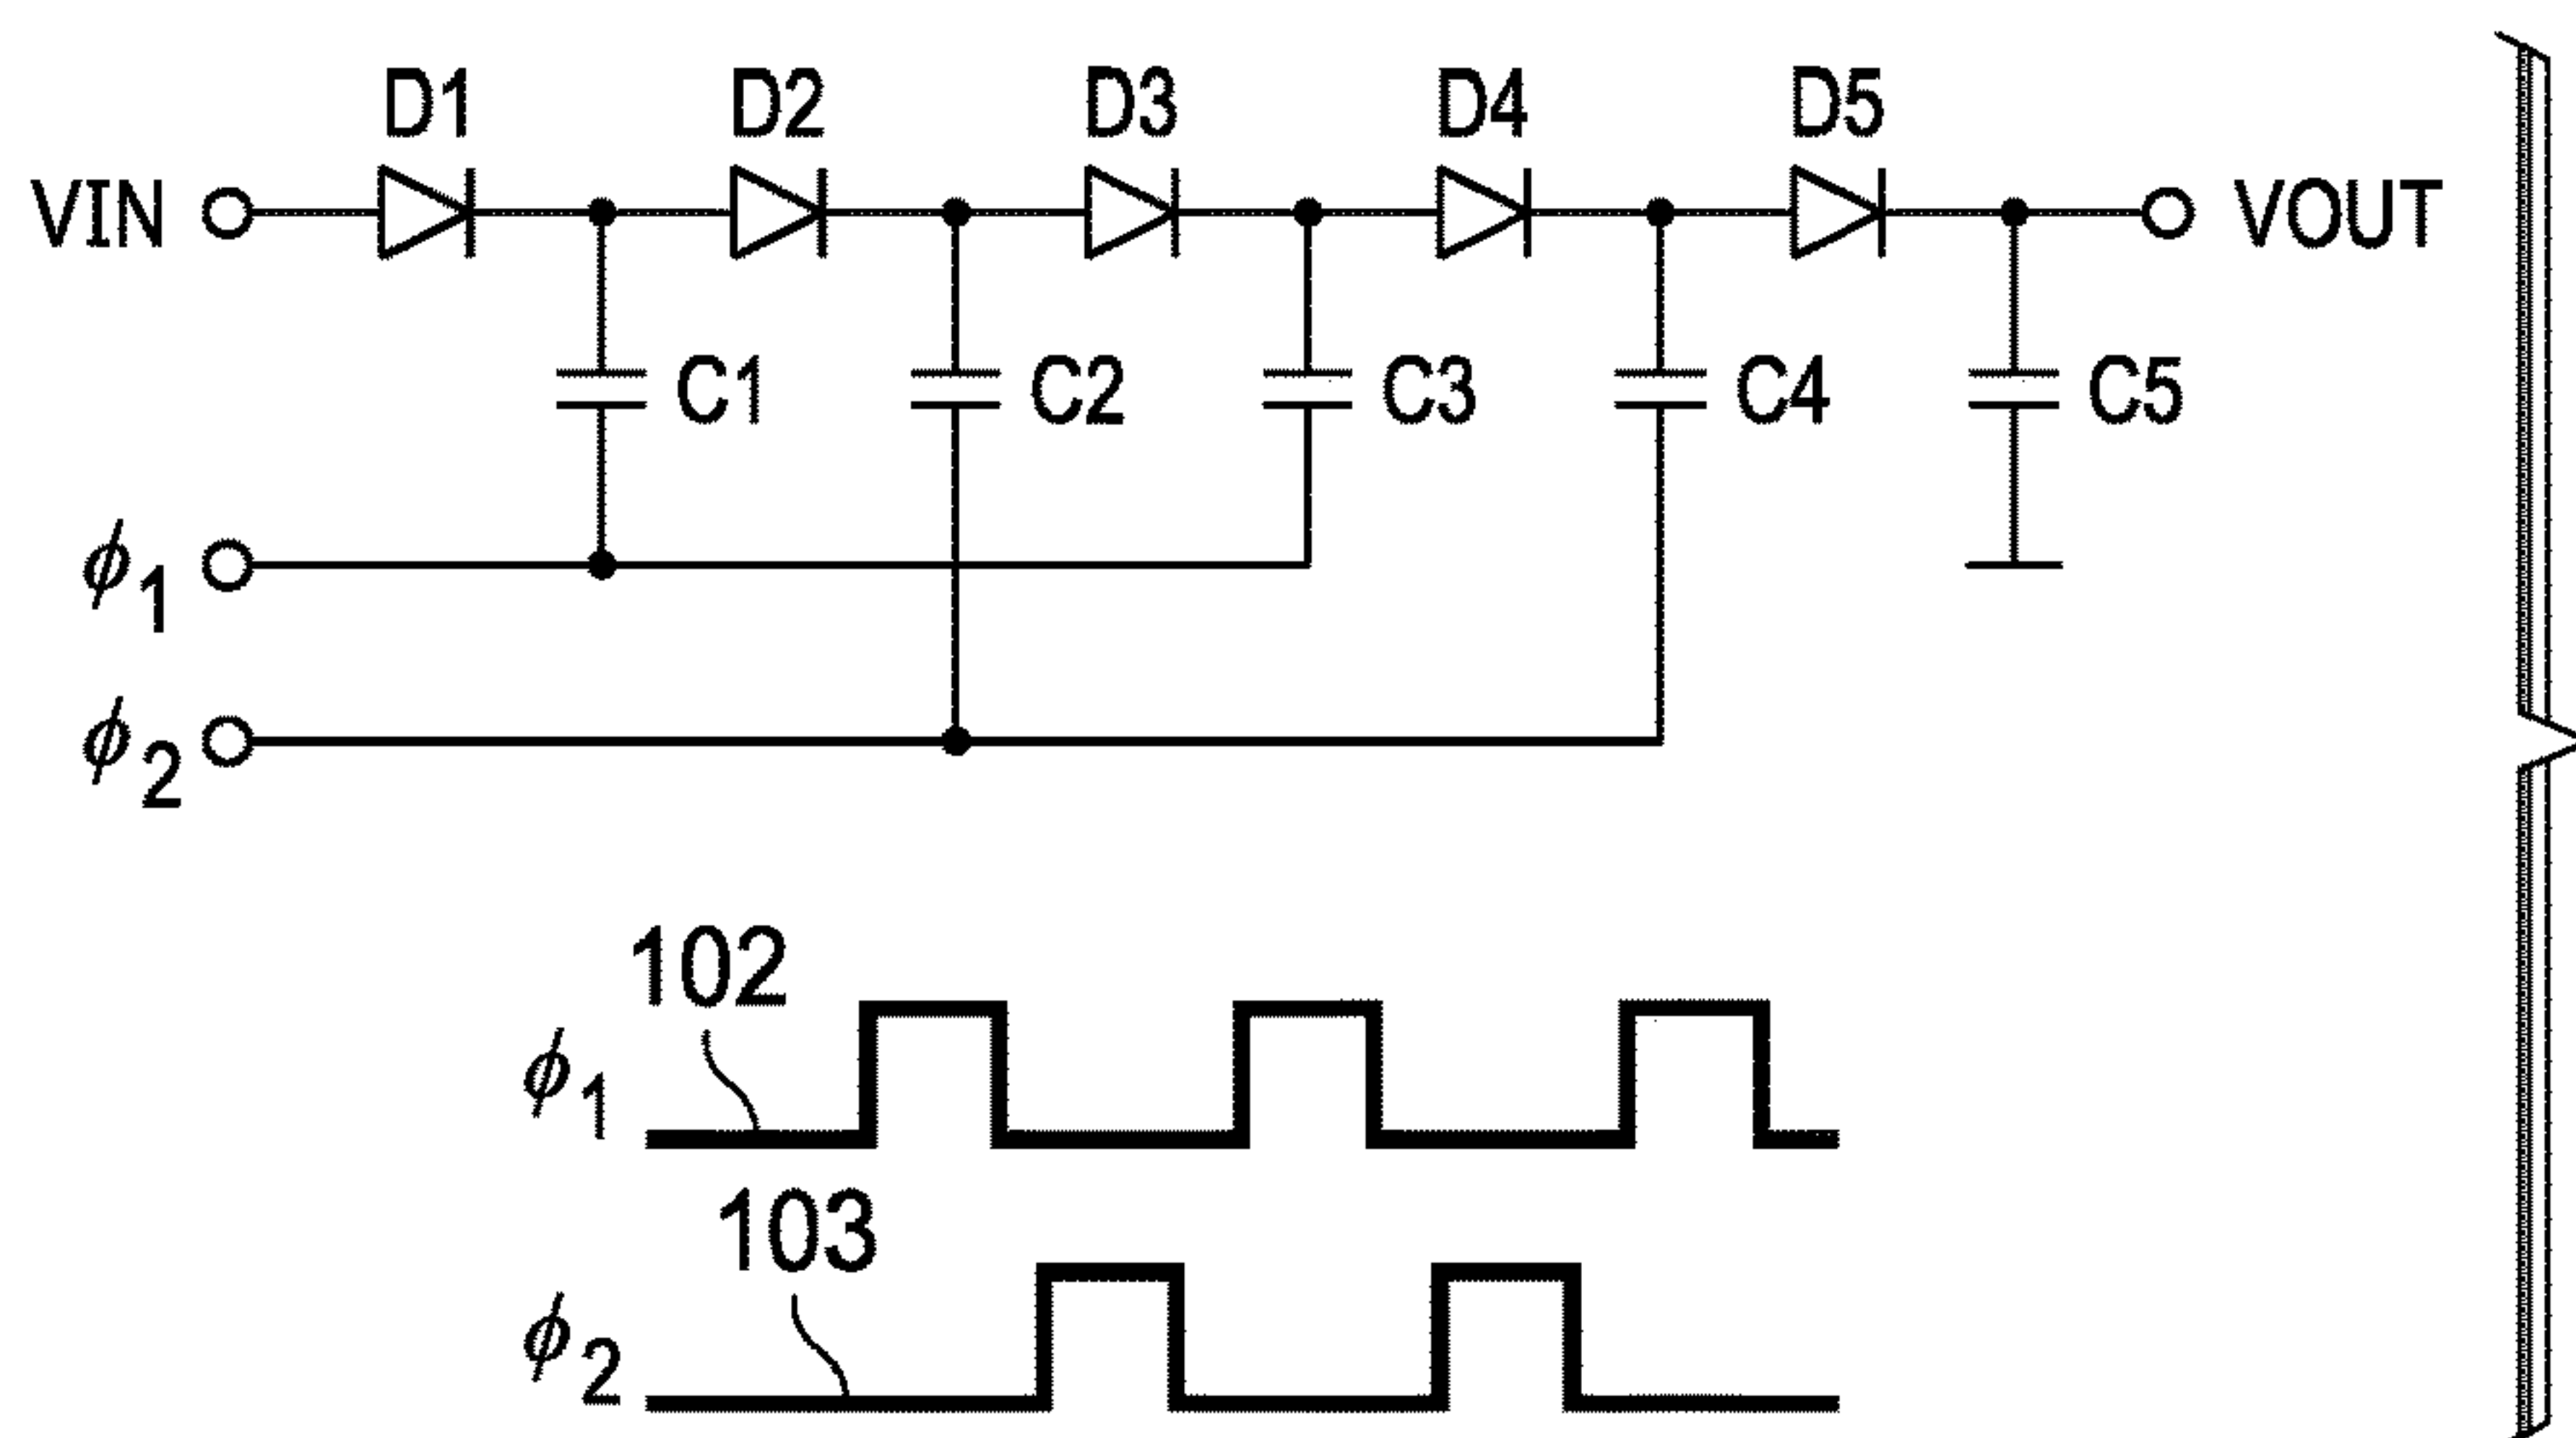 D1 D2 D3 D4 D5
VIN VOUT
C1 C2 C3 C4 C5
ϕ1
ϕ2
102
ϕ1
103
ϕ2